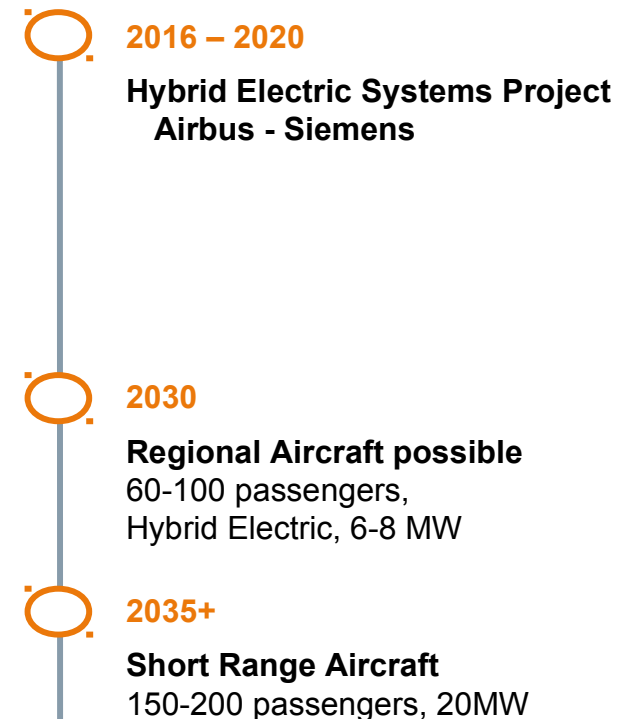 2016 – 2020
Hybrid Electric Systems Project
Airbus - Siemens
2030
Regional Aircraft possible
60-100 passengers,
Hybrid Electric, 6-8 MW
2035+
Short Range Aircraft
150-200 passengers, 20MW